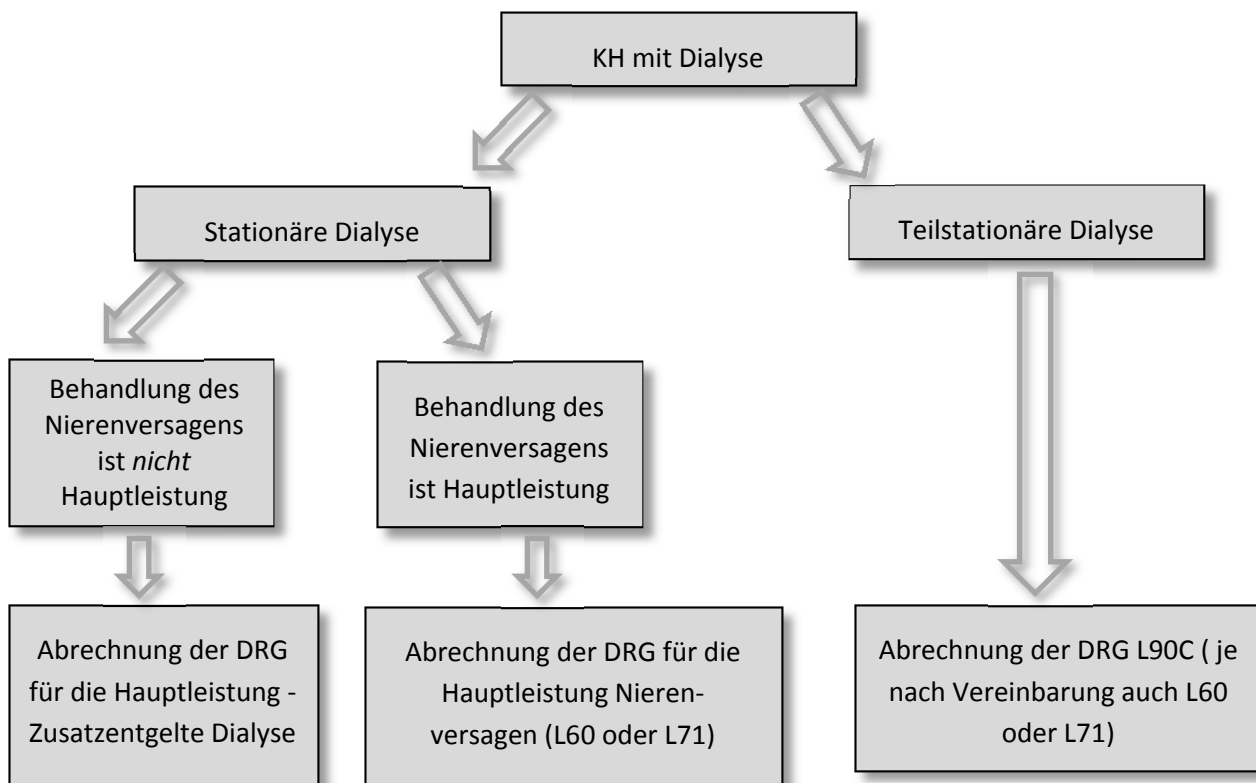 KH mit Dialyse
Stationäre Dialyse
Teilstationäre Dialyse
Behandlung des
Nierenversagens
ist nicht
Hauptleistung
Behandlung des
Nierenversagens
ist Hauptleistung
Abrechnung der DRG
für die Hauptleistung -
Zusatzentgelte Dialyse
Abrechnung der DRG für die
Hauptleistung Nieren-
versagen (L60 oder L71)
Abrechnung der DRG L90C ( je
nach Vereinbarung auch L60
oder L71)